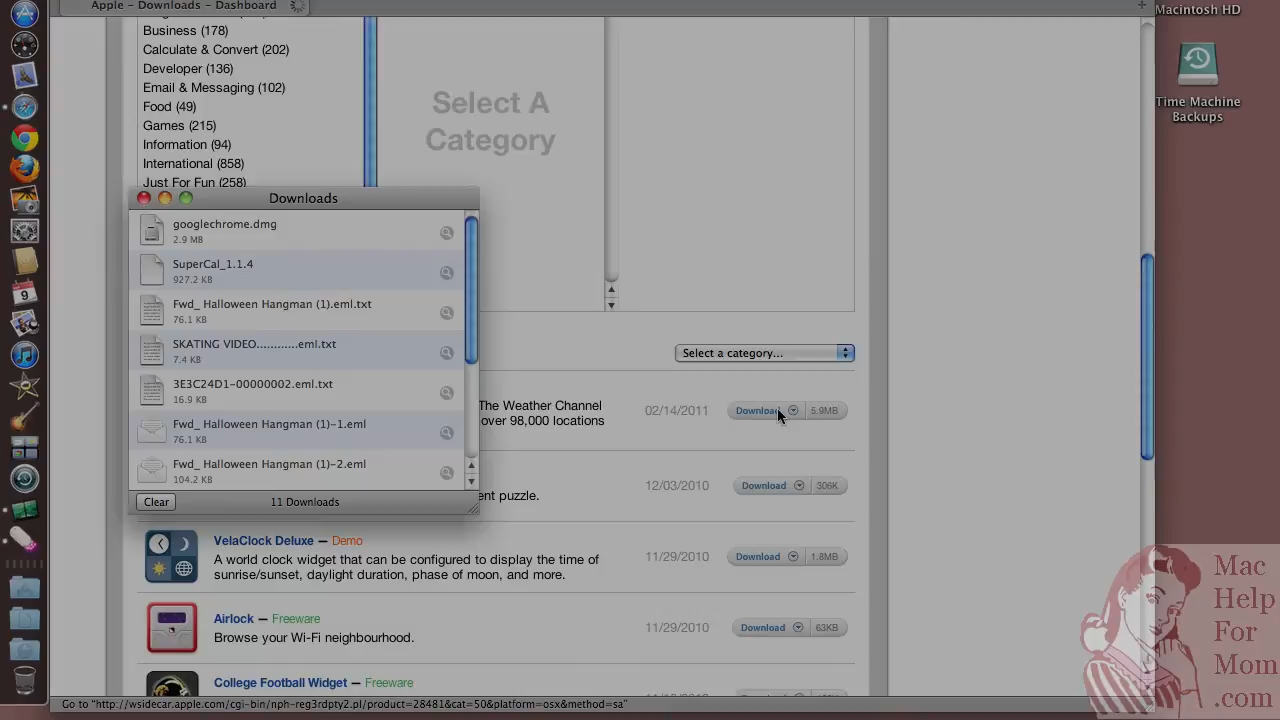 Apple – Downloads – Dashboard
Macintosh HD
Business (178)
Calculate & Convert (202)
Developer (136)
Email & Messaging (102)
Food (49)
Games (215)
Information (94)
International (858)
Just For Fun (258)
Select A
Category
Time Machine
Backups
Downloads
googlechrome.dmg
2.9 MB
SuperCal_1.1.4
927.2 KB
Fwd_ Halloween Hangman (1).eml.txt
76.1 KB
SKATING VIDEO............eml.txt
7.4 KB
3E3C24D1-00000002.eml.txt
16.9 KB
Fwd_ Halloween Hangman (1)-1.eml
76.1 KB
Fwd_ Halloween Hangman (1)-2.eml
104.2 KB
Clear
11 Downloads
Select a category...
The Weather Channel
over 98,000 locations
02/14/2011
Download
5.9MB
ent puzzle.
12/03/2010
Download
306K
VelaClock Deluxe — Demo
A world clock widget that can be configured to display the time of
sunrise/sunset, daylight duration, phase of moon, and more.
11/29/2010
Download
1.8MB
Airlock — Freeware
Browse your Wi-Fi neighbourhood.
11/29/2010
Download
63KB
College Football Widget — Freeware
9
Go to "http://wsidecar.apple.com/cgi-bin/nph-reg3rdpty2.pl/product=28481&cat=50&platform=osx&method=sa"
Mac
Help
For
Mom
.com